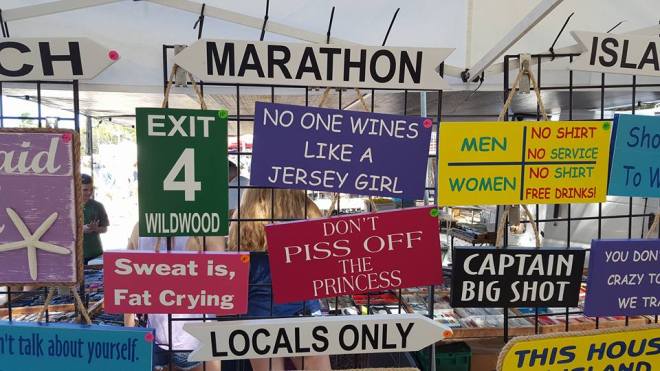 CH
MARATHON
ISLA
EXIT
4
WILDWOOD
NO ONE WINES
LIKE A
JERSEY GIRL
MEN
NO SHIRT
NO SERVICE
WOMEN
NO SHIRT
FREE DRINKS!
Sho
To W
aid
DON'T
PISS OFF
THE
PRINCESS
Sweat is,
Fat Crying
CAPTAIN
BIG SHOT
YOU DON'
CRAZY TO
WE TRA
n't talk about yourself.
LOCALS ONLY
THIS HOUS
ISLAND